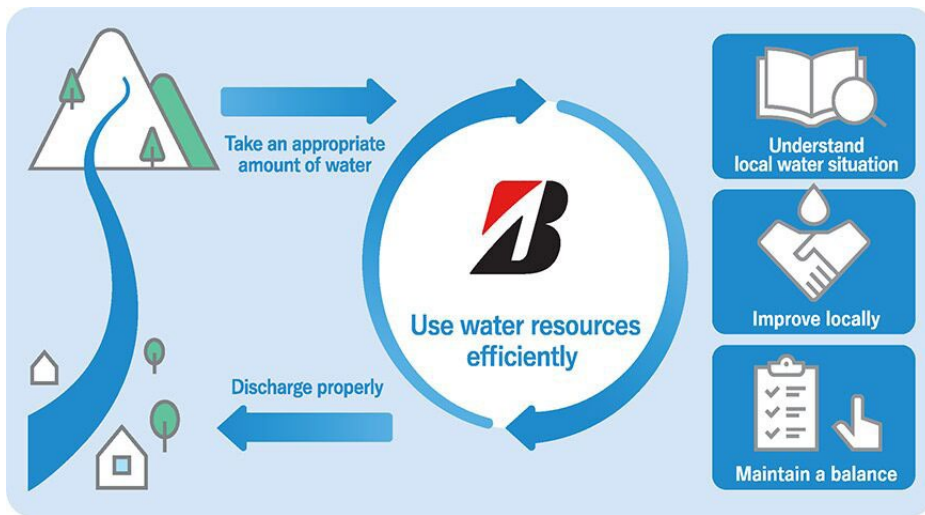 Take an appropriate
amount of water
Use water resources
efficiently
Discharge properly
Understand
local water situation
Improve locally
Maintain a balance